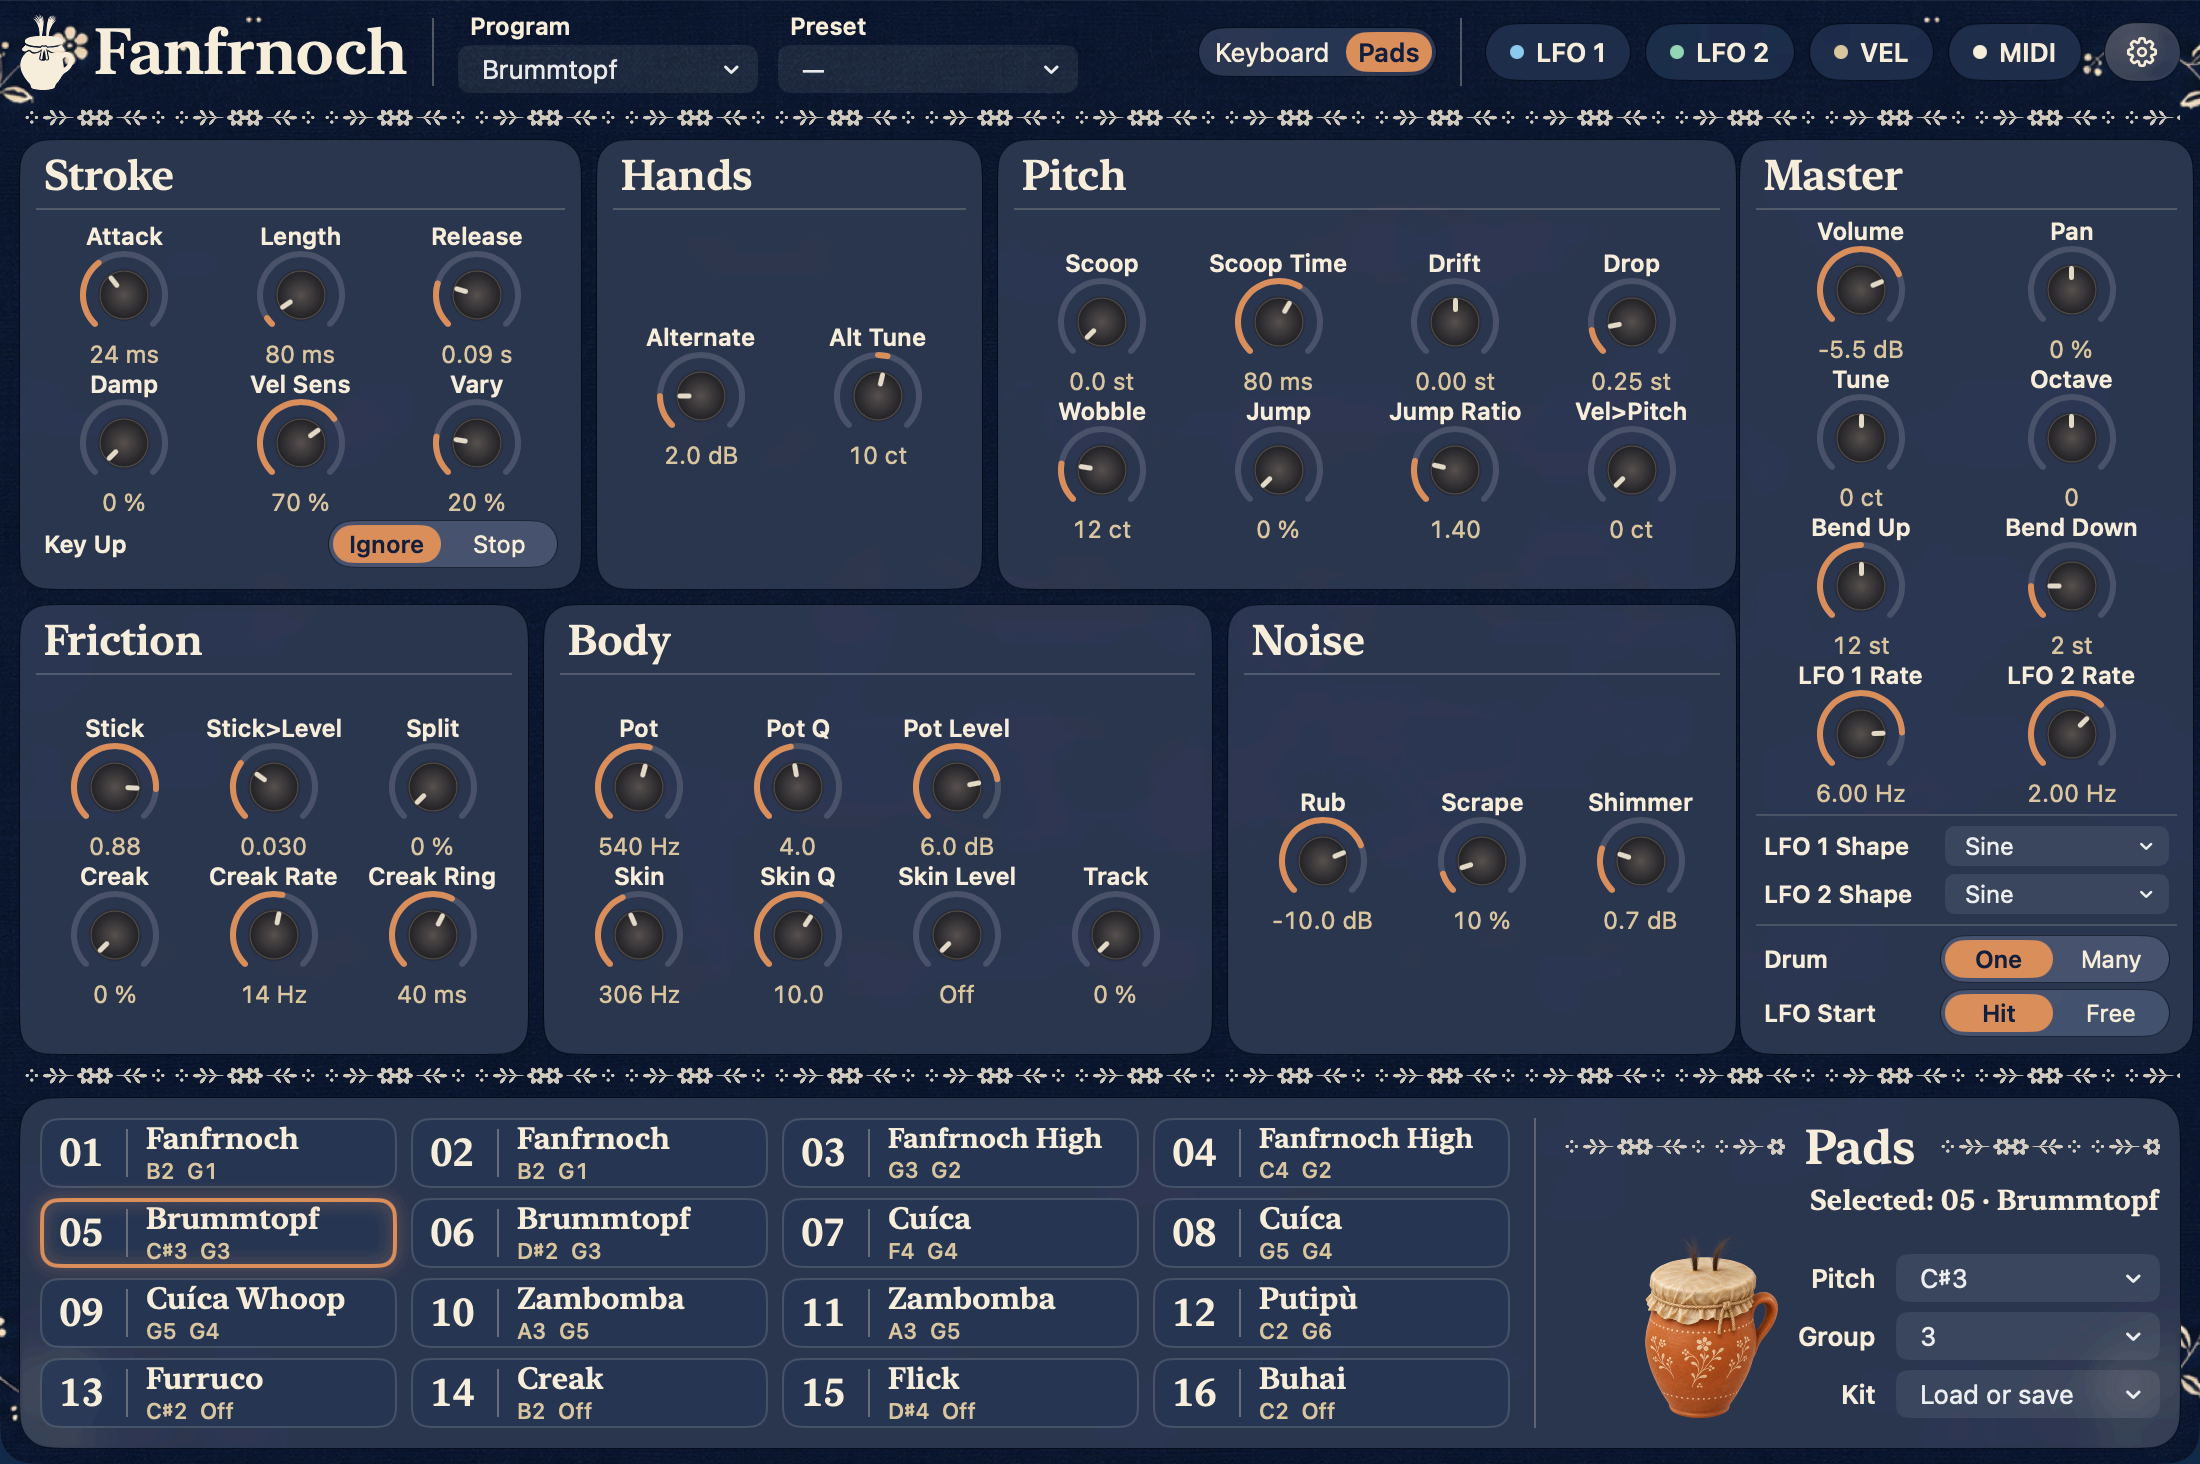 Fanfrnoch
Program
Brummtopf
Preset
—
Keyboard Pads
LFO 1
LFO 2
VEL
MIDI
Stroke
Attack Length Release
24 ms 80 ms 0.09 s
Damp Vel Sens Vary
0 % 70 % 20 %
Key Up Ignore Stop
Hands
Alternate Alt Tune
2.0 dB 10 ct
Pitch
Scoop Scoop Time Drift Drop
0.0 st 80 ms 0.00 st 0.25 st
Wobble Jump Jump Ratio Vel>Pitch
12 ct 0 % 1.40 0 ct
Master
Volume Pan
-5.5 dB 0 %
Tune Octave
0 ct 0
Bend Up Bend Down
12 st 2 st
LFO 1 Rate LFO 2 Rate
6.00 Hz 2.00 Hz
LFO 1 Shape Sine
LFO 2 Shape Sine
Drum One Many
LFO Start Hit Free
Friction
Stick Stick>Level Split
0.88 0.030 0 %
Creak Creak Rate Creak Ring
0 % 14 Hz 40 ms
Body
Pot Pot Q Pot Level
540 Hz 4.0 6.0 dB
Skin Skin Q Skin Level Track
306 Hz 10.0 Off 0 %
Noise
Rub Scrape Shimmer
-10.0 dB 10 % 0.7 dB
01 Fanfrnoch
B2 G1
02 Fanfrnoch
B2 G1
03 Fanfrnoch High
G3 G2
04 Fanfrnoch High
C4 G2
05 Brummtopf
C#3 G3
06 Brummtopf
D#2 G3
07 Cuíca
F4 G4
08 Cuíca
G5 G4
09 Cuíca Whoop
G5 G4
10 Zambomba
A3 G5
11 Zambomba
A3 G5
12 Putipù
C2 G6
13 Furruco
C#2 Off
14 Creak
B2 Off
15 Flick
D#4 Off
16 Buhai
C2 Off
Pads
Selected: 05 · Brummtopf
Pitch C#3
Group 3
Kit Load or save